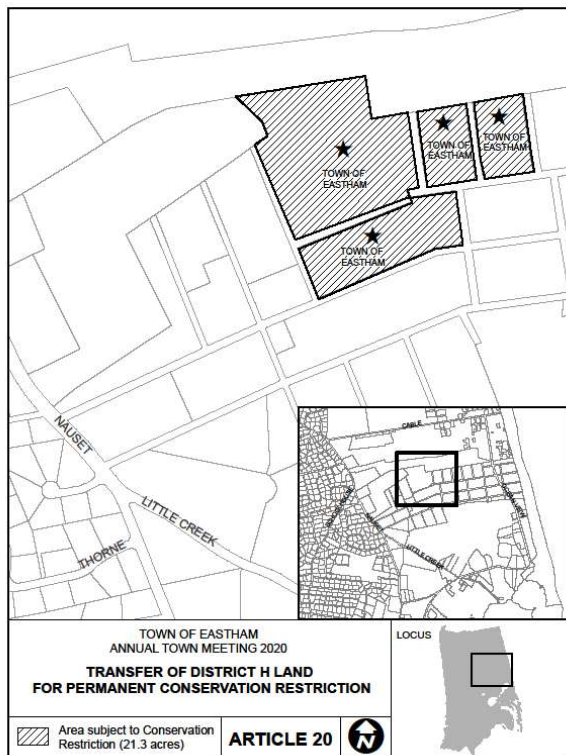 TOWN OF
EASTHAM
TOWN OF
EASTHAM
TOWN OF
EASTHAM
TOWN OF
EASTHAM
NAUSET
LITTLE CREEK
THORNE
CABLE
OCEAN VIEW
NAUSET
LITTLE CREEK
TOWN OF EASTHAM
ANNUAL TOWN MEETING 2020
TRANSFER OF DISTRICT H LAND
FOR PERMANENT CONSERVATION RESTRICTION
LOCUS
Area subject to Conservation
Restriction (21.3 acres)
ARTICLE 20
N